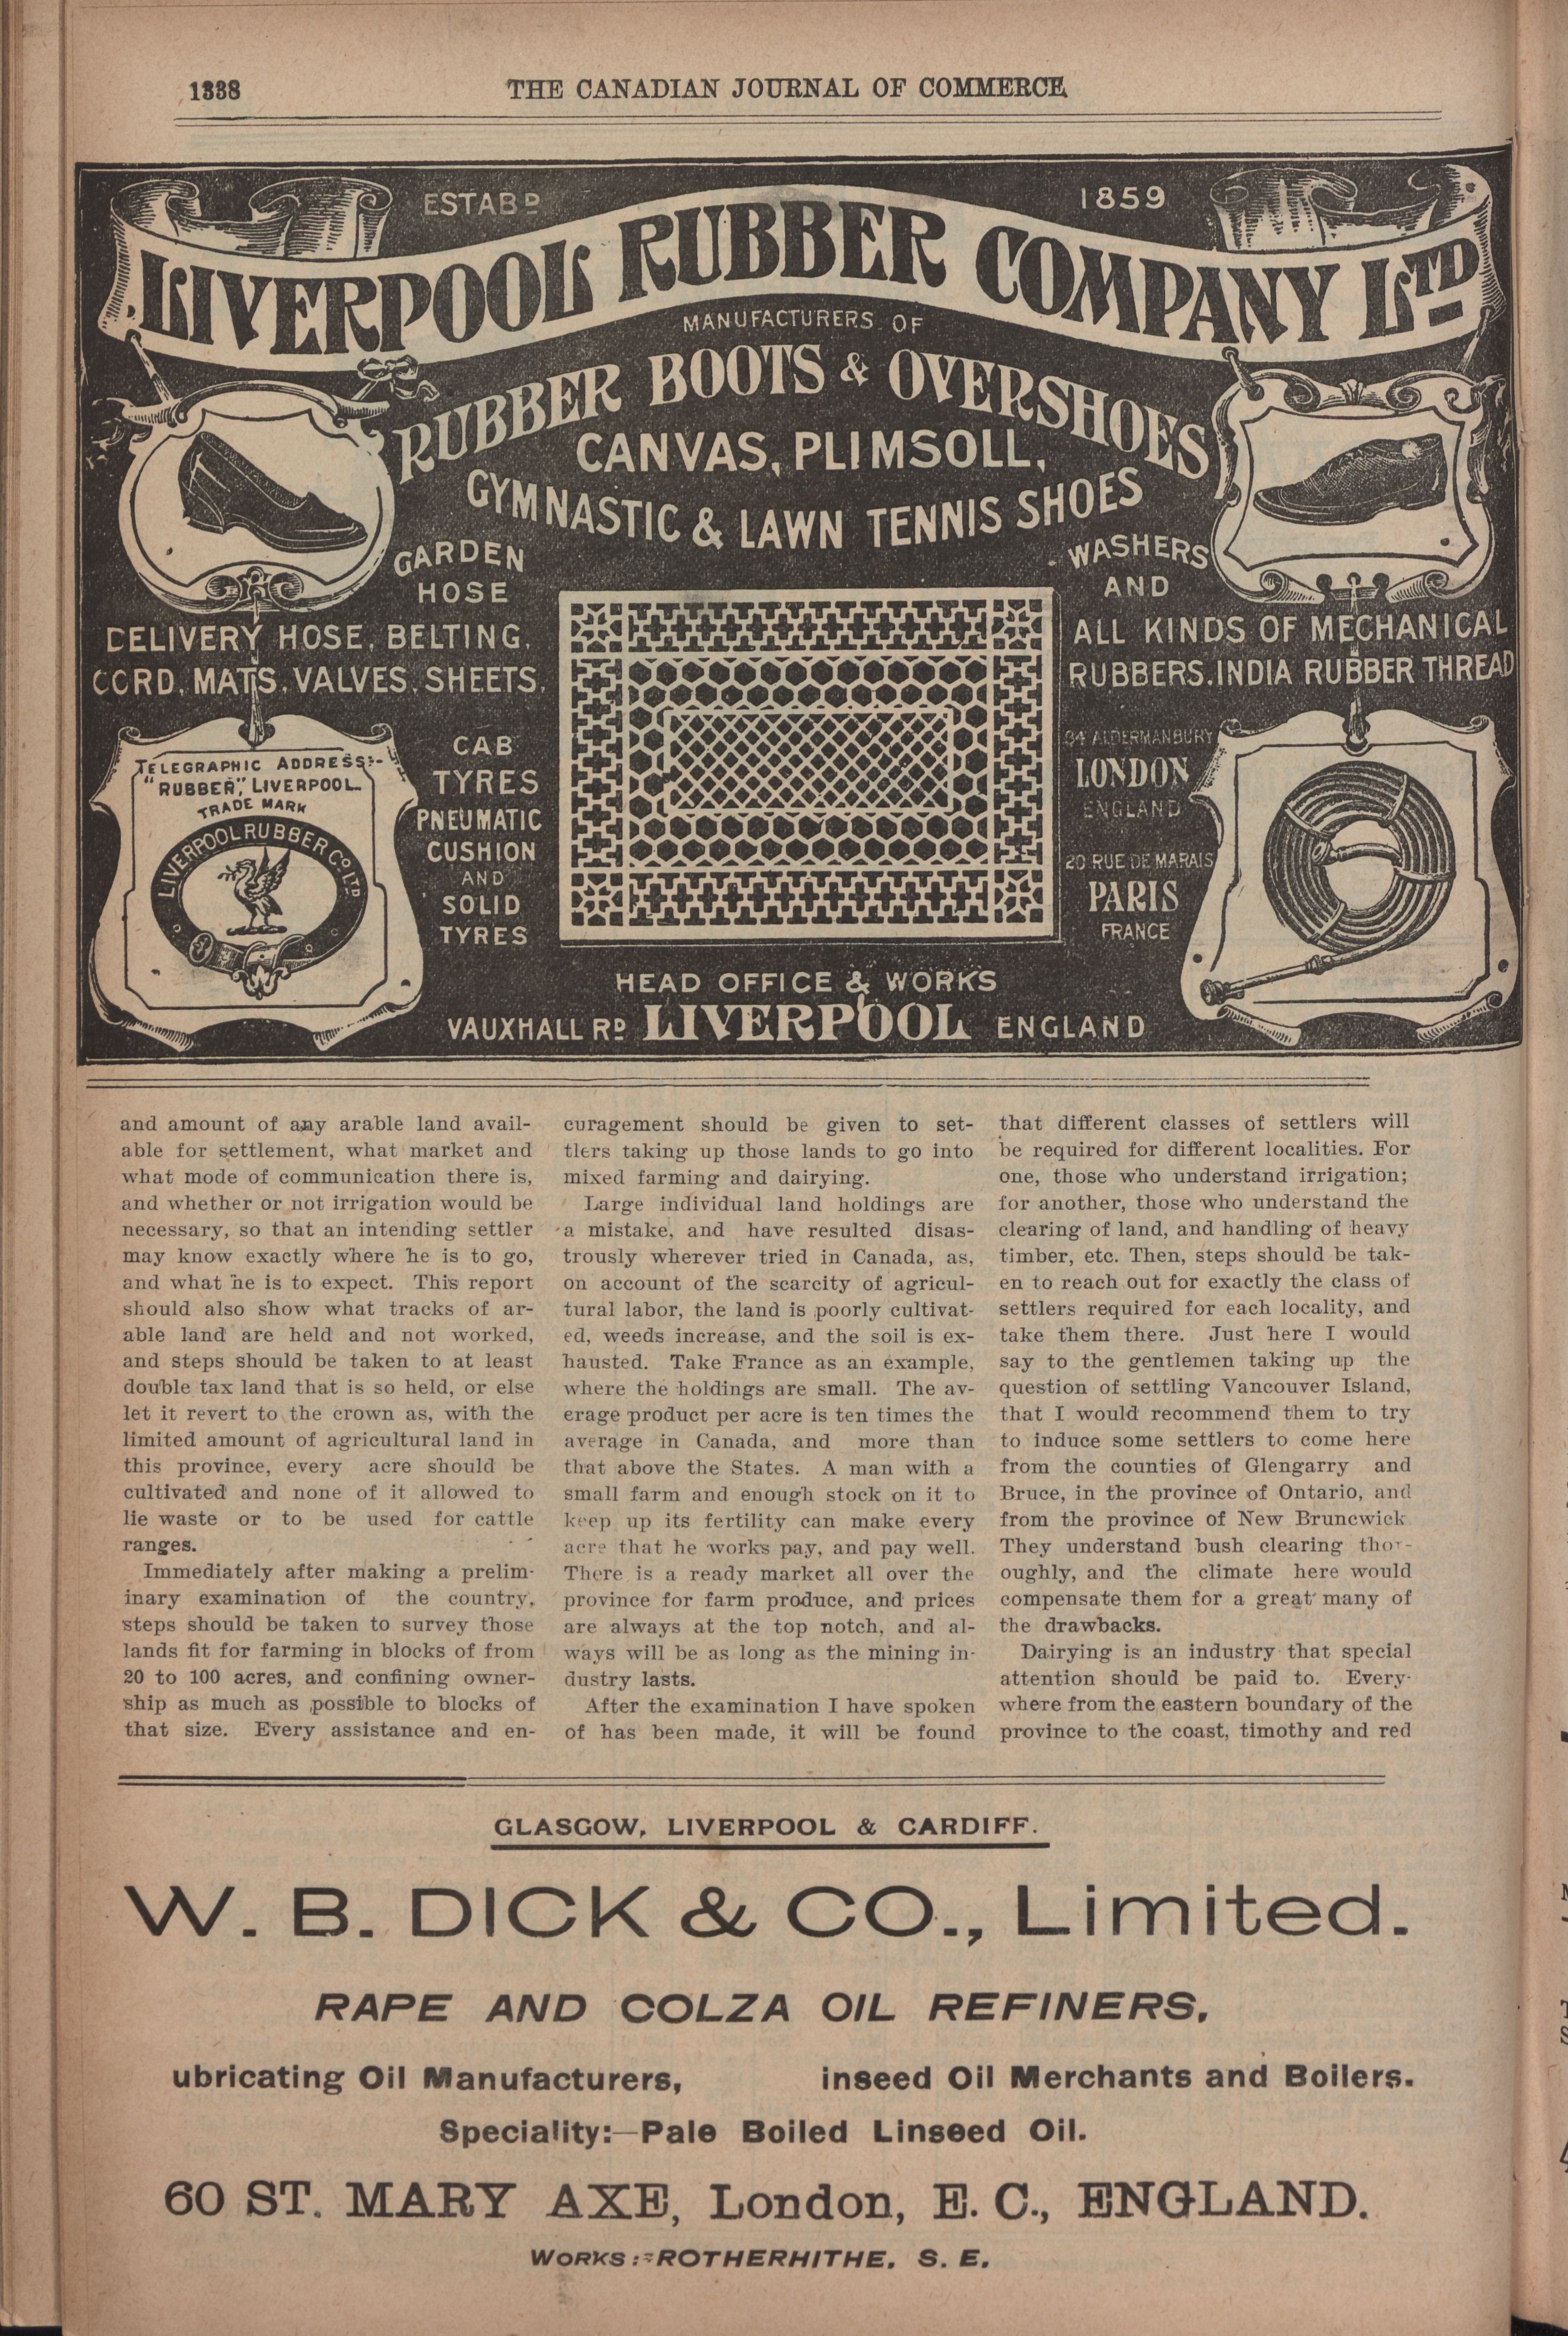 1338
THE CANADIAN JOURNAL OF COMMERCE
ESTABD 1859
LIVERPOOL RUBBER COMPANY LTD
MANUFACTURERS OF
RUBBER BOOTS & OVERSHOES
CANVAS, PLIMSOLL,
GYMNASTIC & LAWN TENNIS SHOES
GARDEN
HOSE
DELIVERY HOSE, BELTING,
CORD, MATS, VALVES, SHEETS,
WASHERS
AND
ALL KINDS OF MECHANICAL
RUBBERS. INDIA RUBBER THREAD
TELEGRAPHIC ADDRESS:-
"RUBBER", LIVERPOOL.
TRADE MARK
LIVERPOOL RUBBER CO LTD
CAB
TYRES
PNEUMATIC
CUSHION
AND
SOLID
TYRES
34 ALDERMANBURY
LONDON
ENGLAND
20 RUE DE MARAIS
PARIS
FRANCE
HEAD OFFICE & WORKS
VAUXHALL RD LIVERPOOL ENGLAND
and amount of any arable land avail-
able for settlement, what market and
what mode of communication there is,
and whether or not irrigation would be
necessary, so that an intending settler
may know exactly where he is to go,
and what he is to expect. This report
should also show what tracks of ar-
able land are held and not worked,
and steps should be taken to at least
double tax land that is so held, or else
let it revert to the crown as, with the
limited amount of agricultural land in
this province, every acre should be
cultivated and none of it allowed to
lie waste or to be used for cattle
ranges.
Immediately after making a prelim-
inary examination of the country,
steps should be taken to survey those
lands fit for farming in blocks of from
20 to 100 acres, and confining owner-
ship as much as possible to blocks of
that size. Every assistance and en-
curagement should be given to set-
tlers taking up those lands to go into
mixed farming and dairying.
Large individual land holdings are
a mistake, and have resulted disas-
trously wherever tried in Canada, as,
on account of the scarcity of agricul-
tural labor, the land is poorly cultivat-
ed, weeds increase, and the soil is ex-
hausted. Take France as an example,
where the holdings are small. The av-
erage product per acre is ten times the
average in Canada, and more than
that above the States. A man with a
small farm and enough stock on it to
keep up its fertility can make every
acre that he works pay, and pay well.
There is a ready market all over the
province for farm produce, and prices
are always at the top notch, and al-
ways will be as long as the mining in-
dustry lasts.
After the examination I have spoken
of has been made, it will be found
that different classes of settlers will
be required for different localities. For
one, those who understand irrigation;
for another, those who understand the
clearing of land, and handling of heavy
timber, etc. Then, steps should be tak-
en to reach out for exactly the class of
settlers required for each locality, and
take them there. Just here I would
say to the gentlemen taking up the
question of settling Vancouver Island,
that I would recommend them to try
to induce some settlers to come here
from the counties of Glengarry and
Bruce, in the province of Ontario, and
from the province of New Bruncwick
They understand bush clearing thor-
oughly, and the climate here would
compensate them for a great many of
the drawbacks.
Dairying is an industry that special
attention should be paid to. Every-
where from the eastern boundary of the
province to the coast, timothy and red
GLASGOW, LIVERPOOL & CARDIFF.
W. B. DICK & CO., Limited.
RAPE AND COLZA OIL REFINERS,
ubricating Oil Manufacturers, inseed Oil Merchants and Boilers.
Speciality:—Pale Boiled Linseed Oil.
60 ST. MARY AXE, London, E. C., ENGLAND.
WORKS:-ROTHERHITHE, S. E.